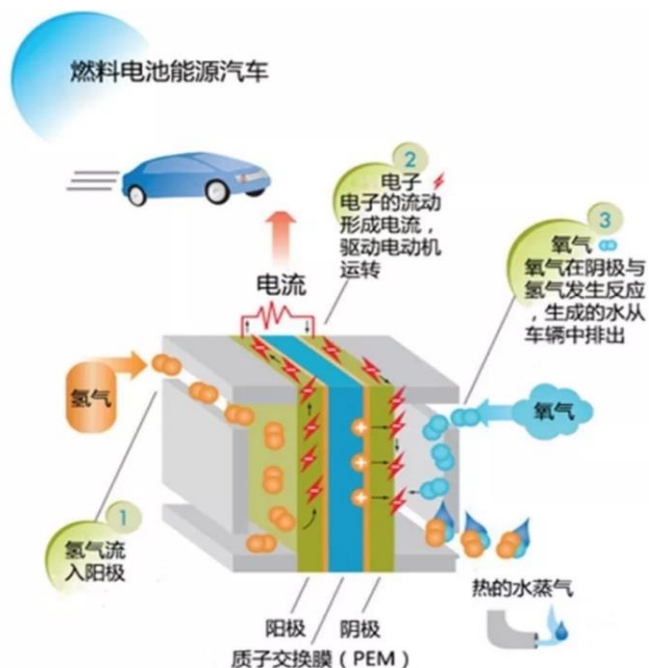 燃料电池能源汽车
2
电子
电子的流动
形成电流，
驱动电动机
运转
3
氧气
氧气在阴极与
氢气发生反应
，生成的水从
车辆中排出
电流
氢气
氧气
1
氢气流
入阳极
热的水蒸气
阳极
阴极
质子交换膜（PEM）